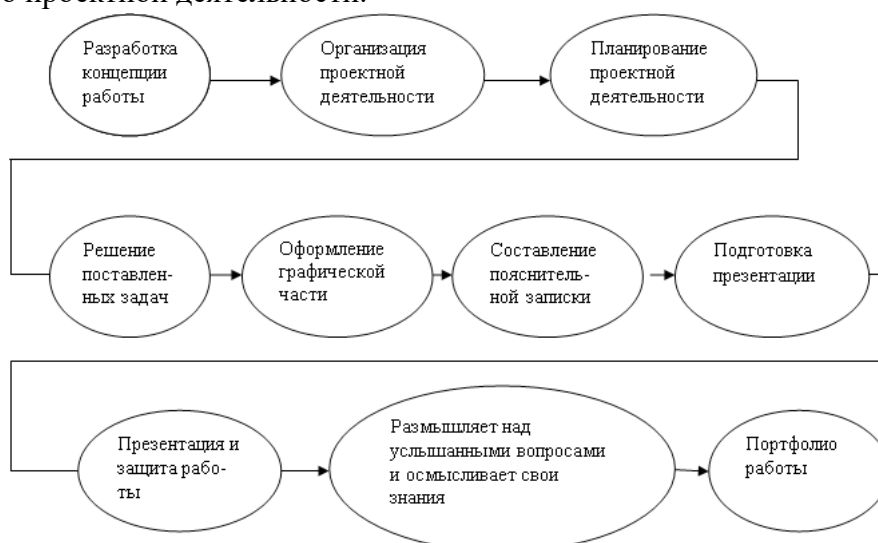 о проектной деятельности.
Разработка
концепции
работы
Организация
проектной
деятельности
Планирование
проектной
деятельности
Решение
поставлен-
ных задач
Оформление
графической
части
Составление
пояснитель-
ной записки
Подготовка
презентации
Презентация и
защита рабо-
ты
Размышляет над
услышанными вопросами
и осмысливает свои
знания
Портфолио
работы